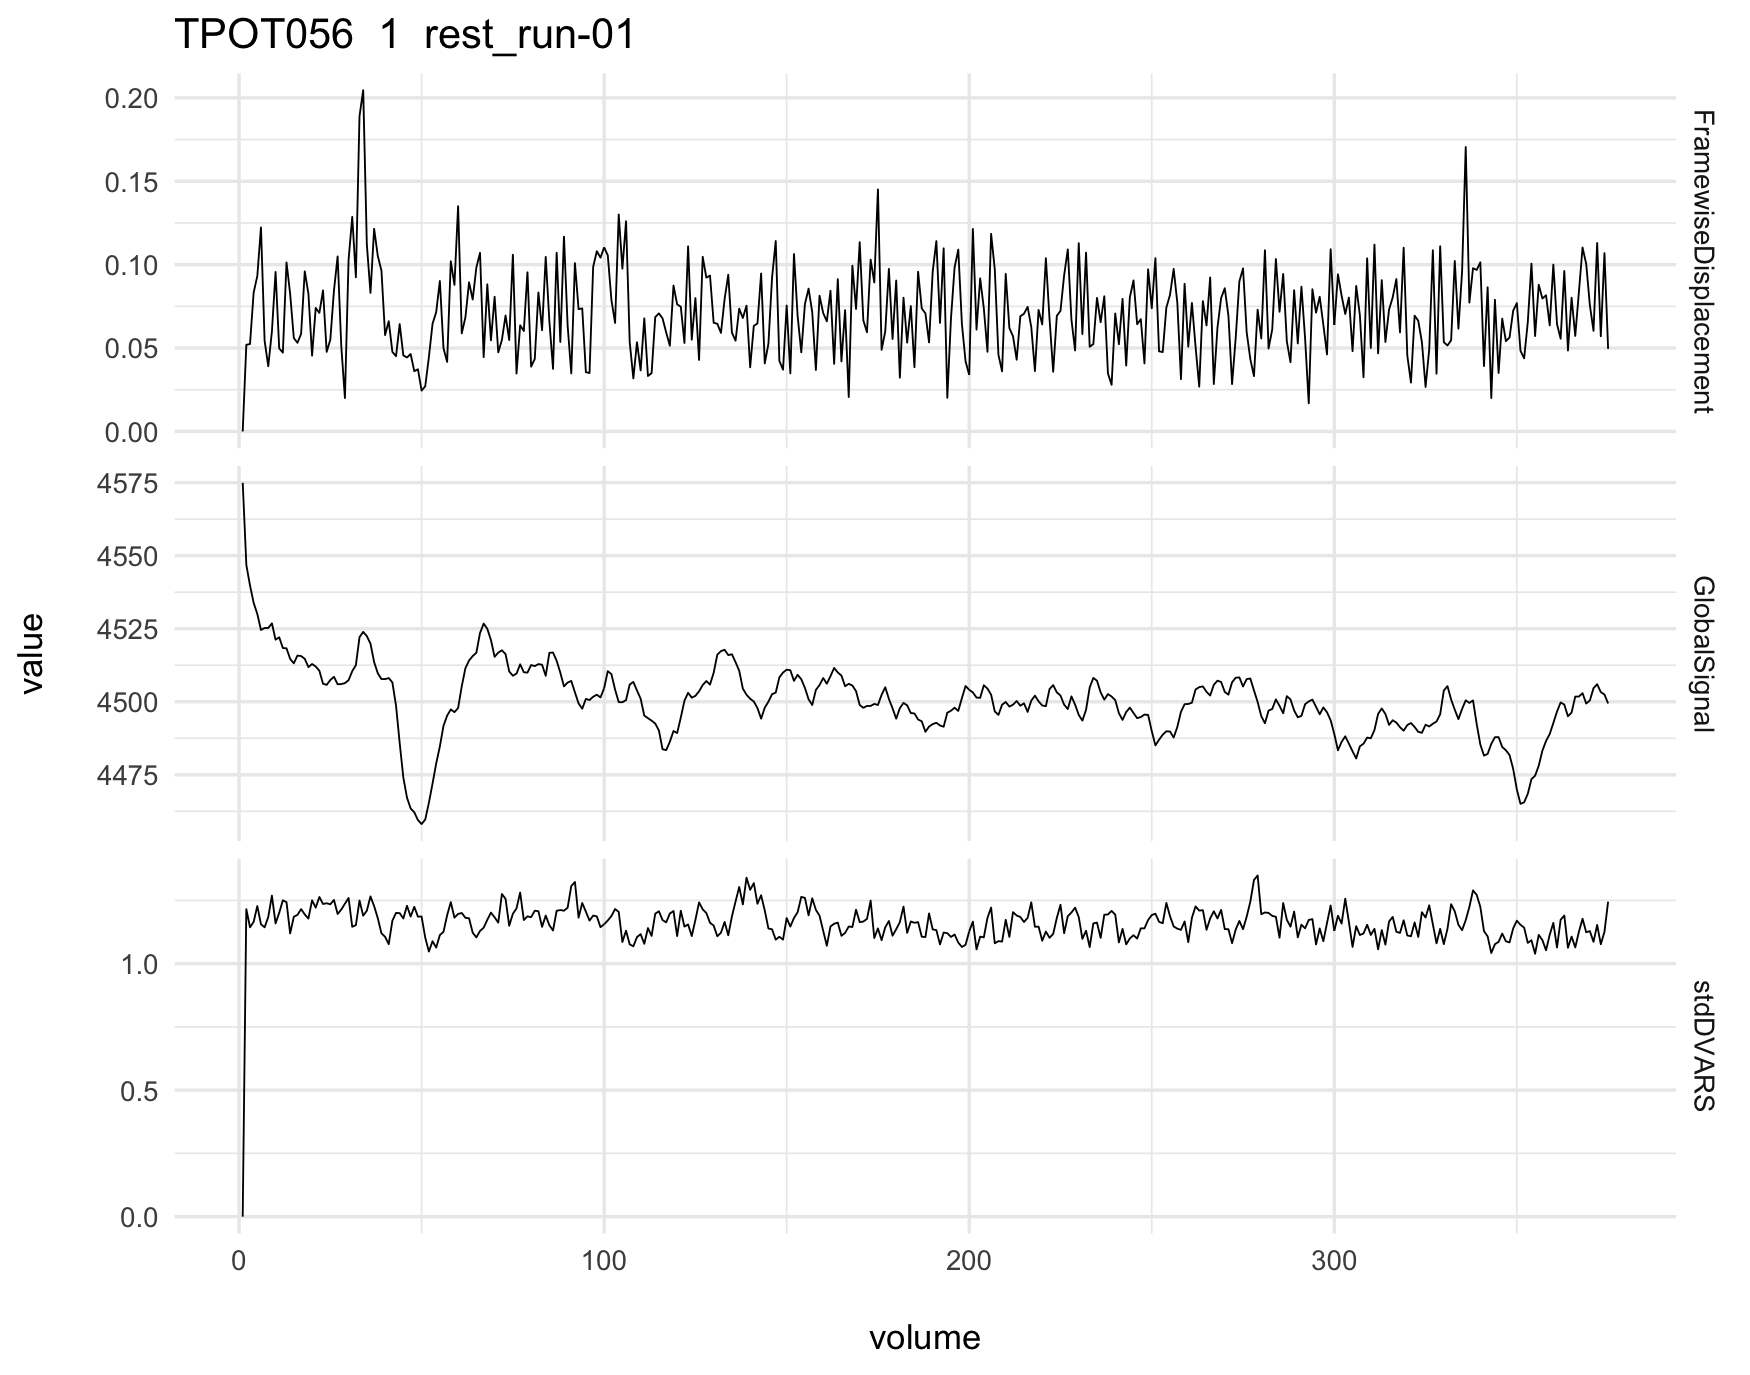 TPOT056 1 rest_run-01
0.20
0.15
0.10
0.05
0.00
FramewiseDisplacement
4575
4550
4525
4500
4475
GlobalSignal
value
1.0
0.5
0.0
stdDVARS
0 100 200 300
volume